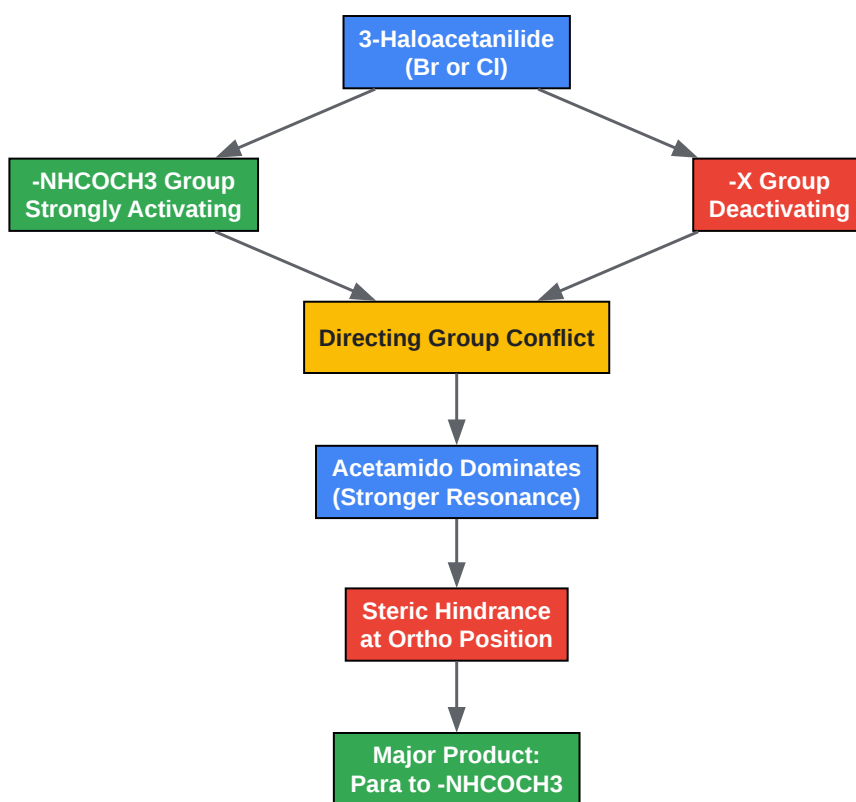 3-Haloacetanilide
(Br or Cl)
-NHCOCH3 Group
Strongly Activating
-X Group
Deactivating
Directing Group Conflict
Acetamido Dominates
(Stronger Resonance)
Steric Hindrance
at Ortho Position
Major Product:
Para to -NHCOCH3